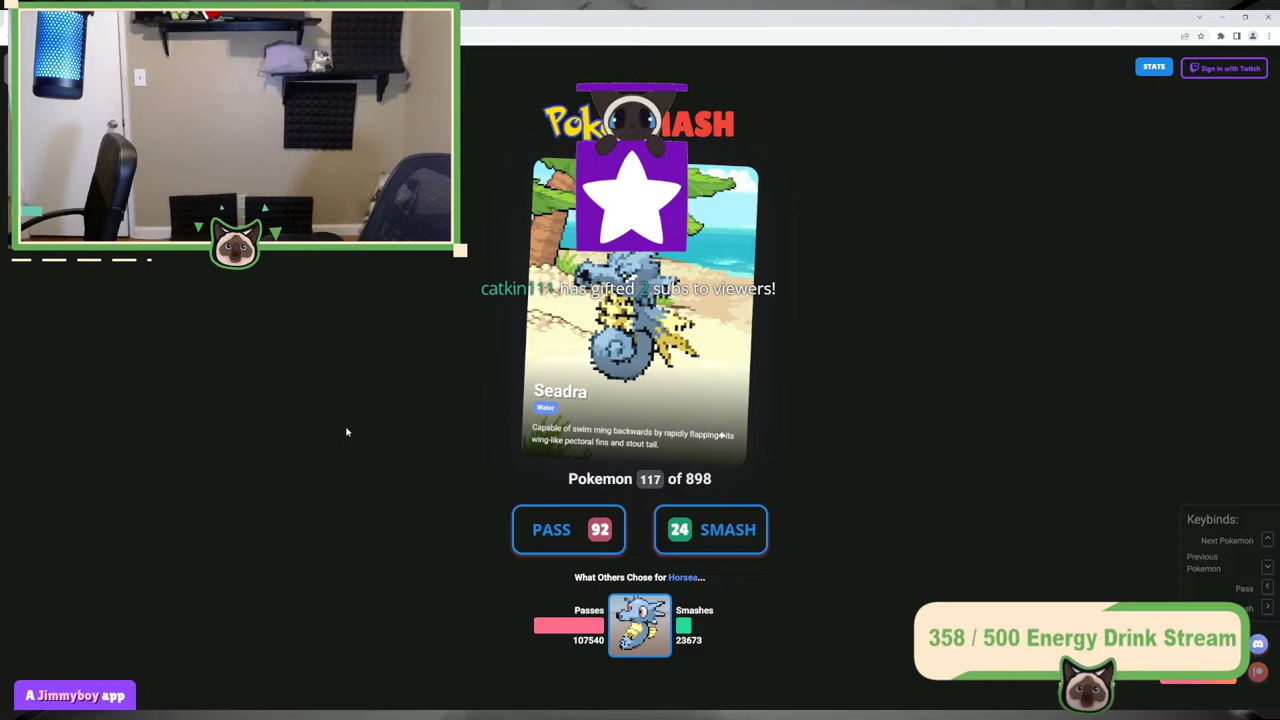 STATS
Sign in with Twitch
Pok MASH
catkin111 has gifted 2 subs to viewers!
Seadra
Water
Capable of swim ming backwards by rapidly flapping its
wing-like pectoral fins and stout tail.
Pokemon 117 of 898
PASS 92
24 SMASH
What Others Chose for Horsea...
Passes
107540
Smashes
23673
Keybinds:
Next Pokemon
Previous
Pokemon
Pass
358 / 500 Energy Drink Stream
A Jimmyboy app